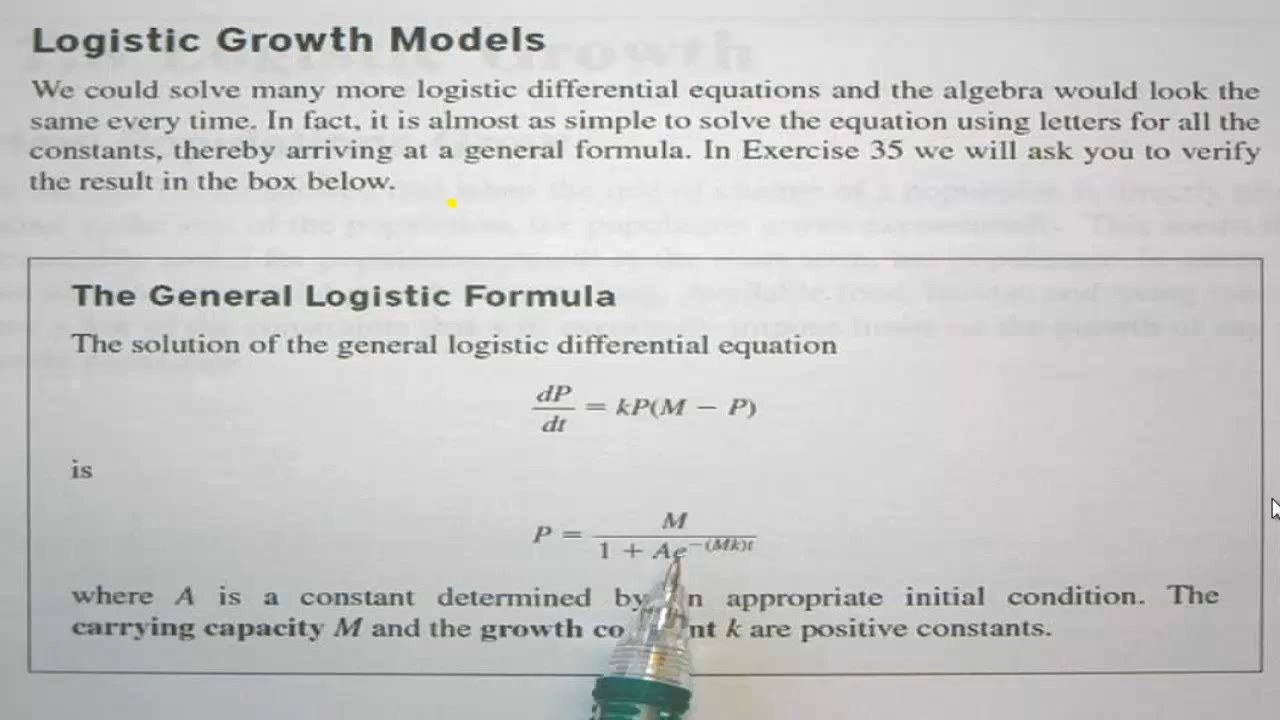 Logistic Growth Models
We could solve many more logistic differential equations and the algebra would look the
same every time. In fact, it is almost as simple to solve the equation using letters for all the
constants, thereby arriving at a general formula. In Exercise 35 we will ask you to verify
the result in the box below.
The General Logistic Formula
The solution of the general logistic differential equation
dP/dt = kP(M − P)
is
P = M/(1 + Ae^−(Mk)t)
where A is a constant determined by an appropriate initial condition. The
carrying capacity M and the growth constant k are positive constants.